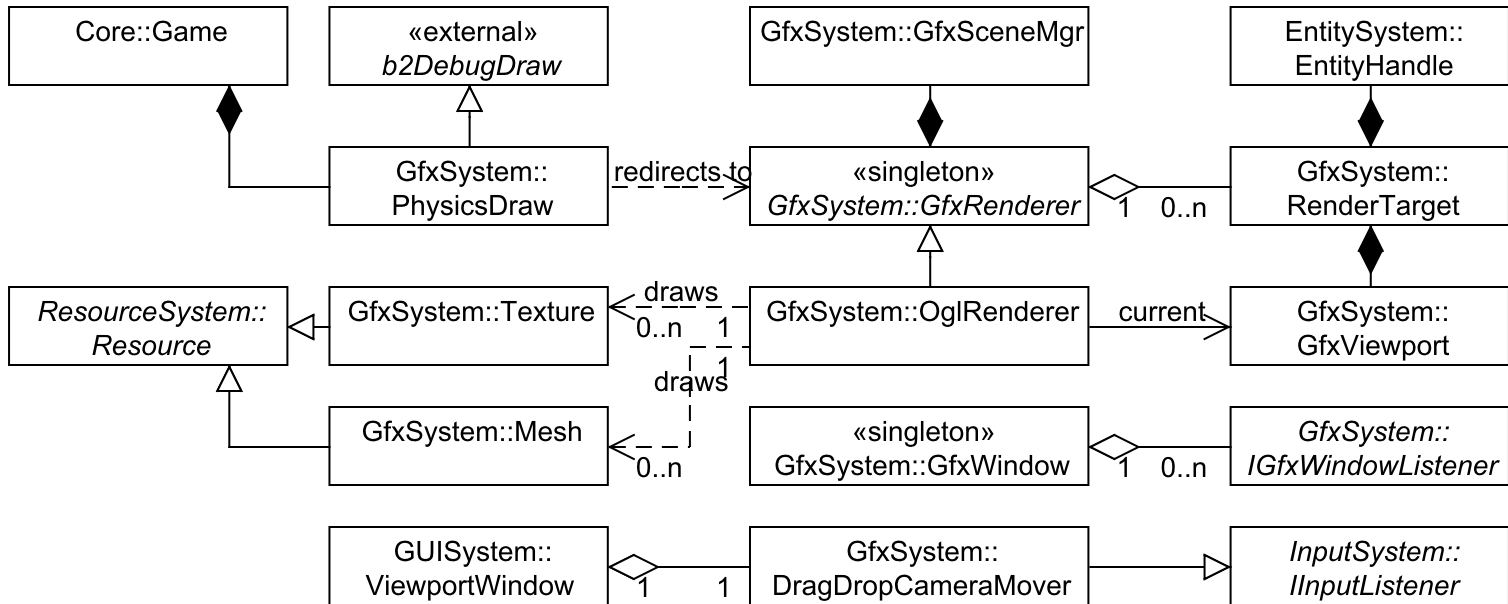 Core::Game
«external»
b2DebugDraw
GfxSystem::GfxSceneMgr
EntitySystem::
EntityHandle
GfxSystem::
PhysicsDraw
redirects to
«singleton»
GfxSystem::GfxRenderer
1
0..n
GfxSystem::
RenderTarget
ResourceSystem::
Resource
GfxSystem::Texture
draws
0..n
1
GfxSystem::OglRenderer
current
GfxSystem::
GfxViewport
1
draws
0..n
GfxSystem::Mesh
«singleton»
GfxSystem::GfxWindow
1
0..n
GfxSystem::
IGfxWindowListener
GUISystem::
ViewportWindow
1
1
GfxSystem::
DragDropCameraMover
InputSystem::
IInputListener